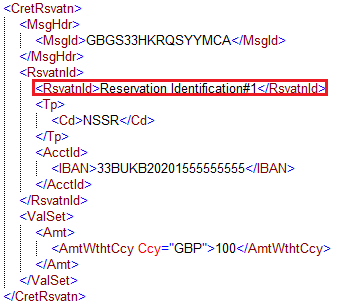 <CretRsvatn>
<MsgHdr>
<MsgId>GBGS33HKRQSYYMCA</MsgId>
</MsgHdr>
<RsvatnId>
<RsvatnId>Reservation Identification#1</RsvatnId>
<Tp>
<Cd>NSSR</Cd>
</Tp>
<AcctId>
<IBAN>33BUKB20201555555555</IBAN>
</AcctId>
</RsvatnId>
<ValSet>
<Amt>
<AmtWthtCcy Ccy="GBP">100</AmtWthtCcy>
</Amt>
</ValSet>
</CretRsvatn>